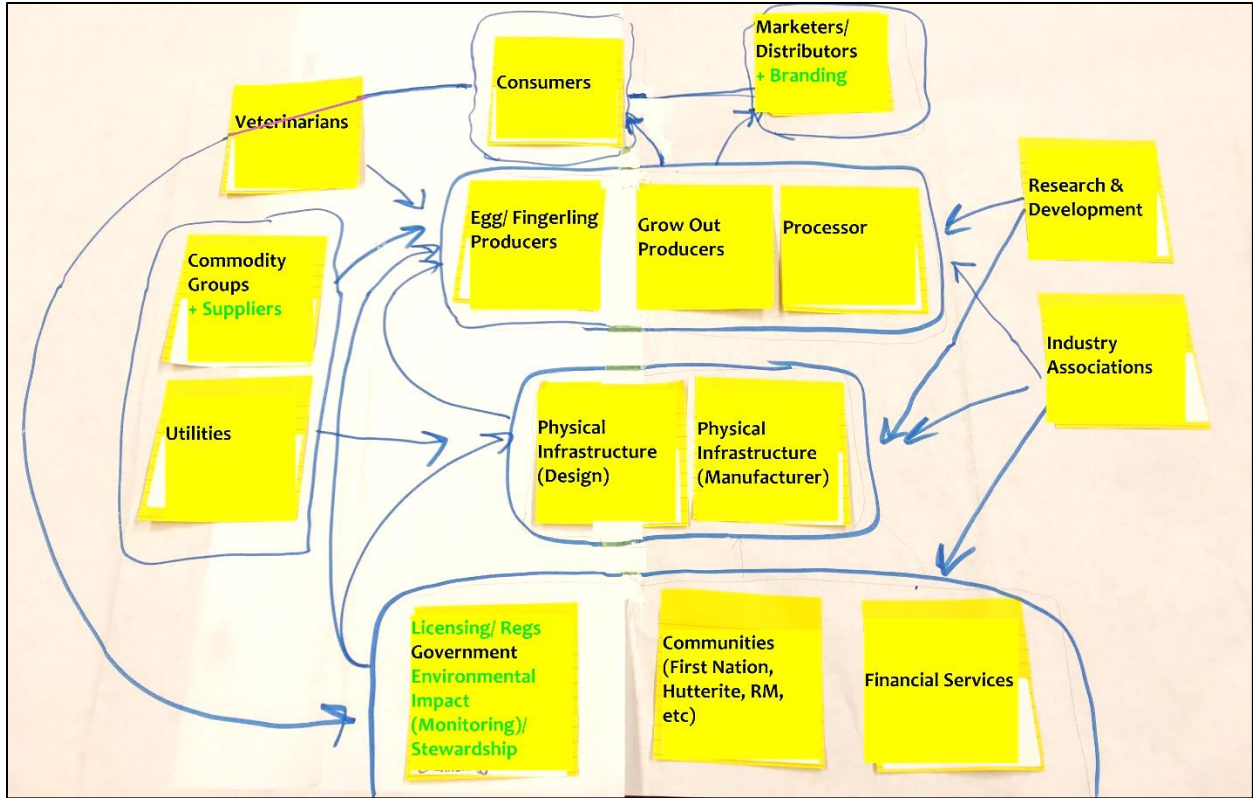 Consumers
Marketers/
Distributors
+ Branding
Veterinarians
Egg/ Fingerling
Producers
Grow Out
Producers
Processor
Research &
Development
Commodity
Groups
+ Suppliers
Industry
Associations
Utilities
Physical
Infrastructure
(Design)
Physical
Infrastructure
(Manufacturer)
Licensing/ Regs
Government
Environmental
Impact
(Monitoring)/
Stewardship
Communities
(First Nation,
Hutterite, RM,
etc)
Financial Services